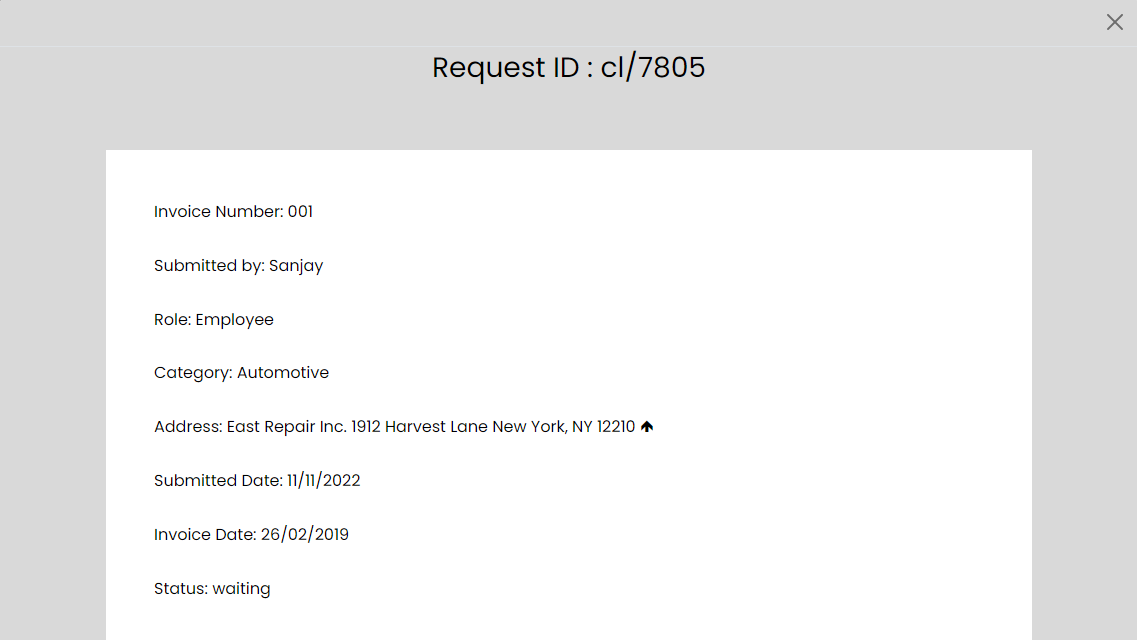 Request ID : cl/7805
Invoice Number: 001
Submitted by: Sanjay
Role: Employee
Category: Automotive
Address: East Repair Inc. 1912 Harvest Lane New York, NY 12210
Submitted Date: 11/11/2022
Invoice Date: 26/02/2019
Status: waiting